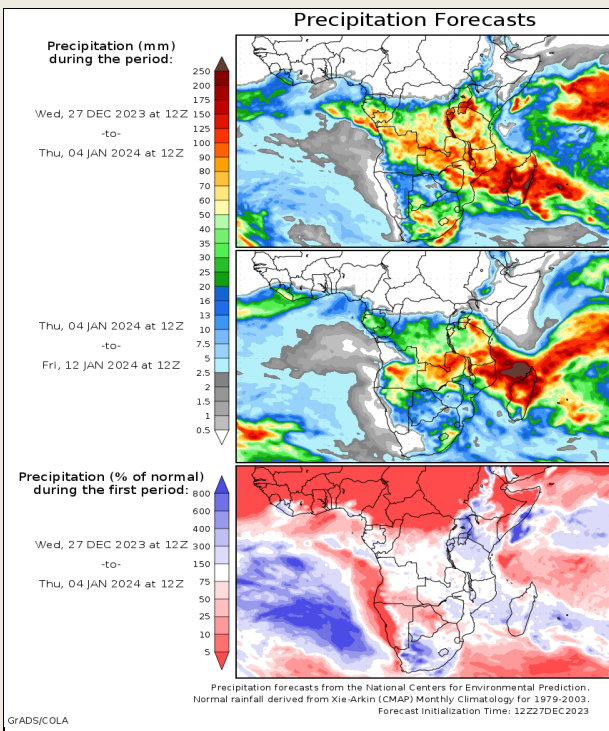 Precipitation Forecasts
Precipitation (mm)
during the period:
Wed, 27 DEC 2023 at 12Z
-to-
Thu, 04 JAN 2024 at 12Z
250
200
175
150
125
100
90
80
70
60
50
40
35
30
25
20
16
13
10
7.5
5
2.5
2
1.5
1
0.5
Thu, 04 JAN 2024 at 12Z
-to-
Fri, 12 JAN 2024 at 12Z
Precipitation (% of normal)
during the first period:
Wed, 27 DEC 2023 at 12Z
-to-
Thu, 04 JAN 2024 at 12Z
800
600
400
300
150
75
50
25
10
5
Precipitation forecasts from the National Centers for Environmental Prediction.
Normal rainfall derived from Xie-Arkin (CMAP) Monthly Climatology for 1979-2003.
Forecast Initialization Time: 12Z27DEC2023
GrADS/COLA